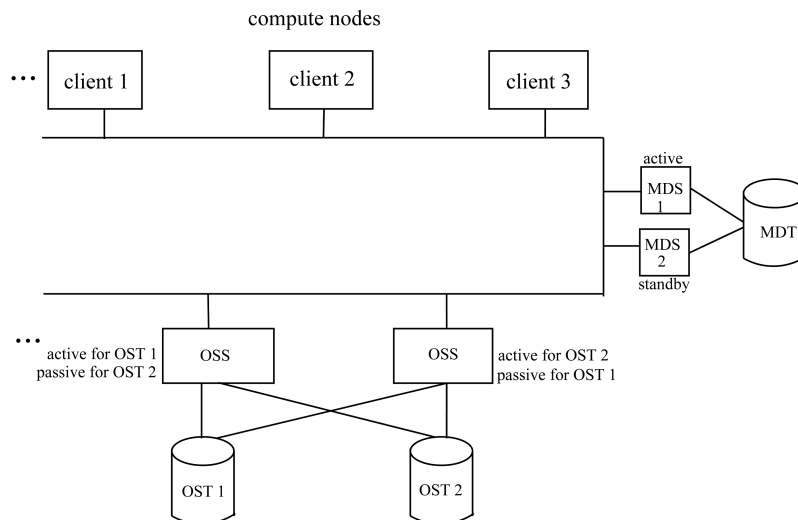 compute nodes
...
client 1
client 2
client 3
active
MDS
1
MDT
MDS
2
standby
...
active for OST 1
passive for OST 2
OSS
OSS
active for OST 2
passive for OST 1
OST 1
OST 2